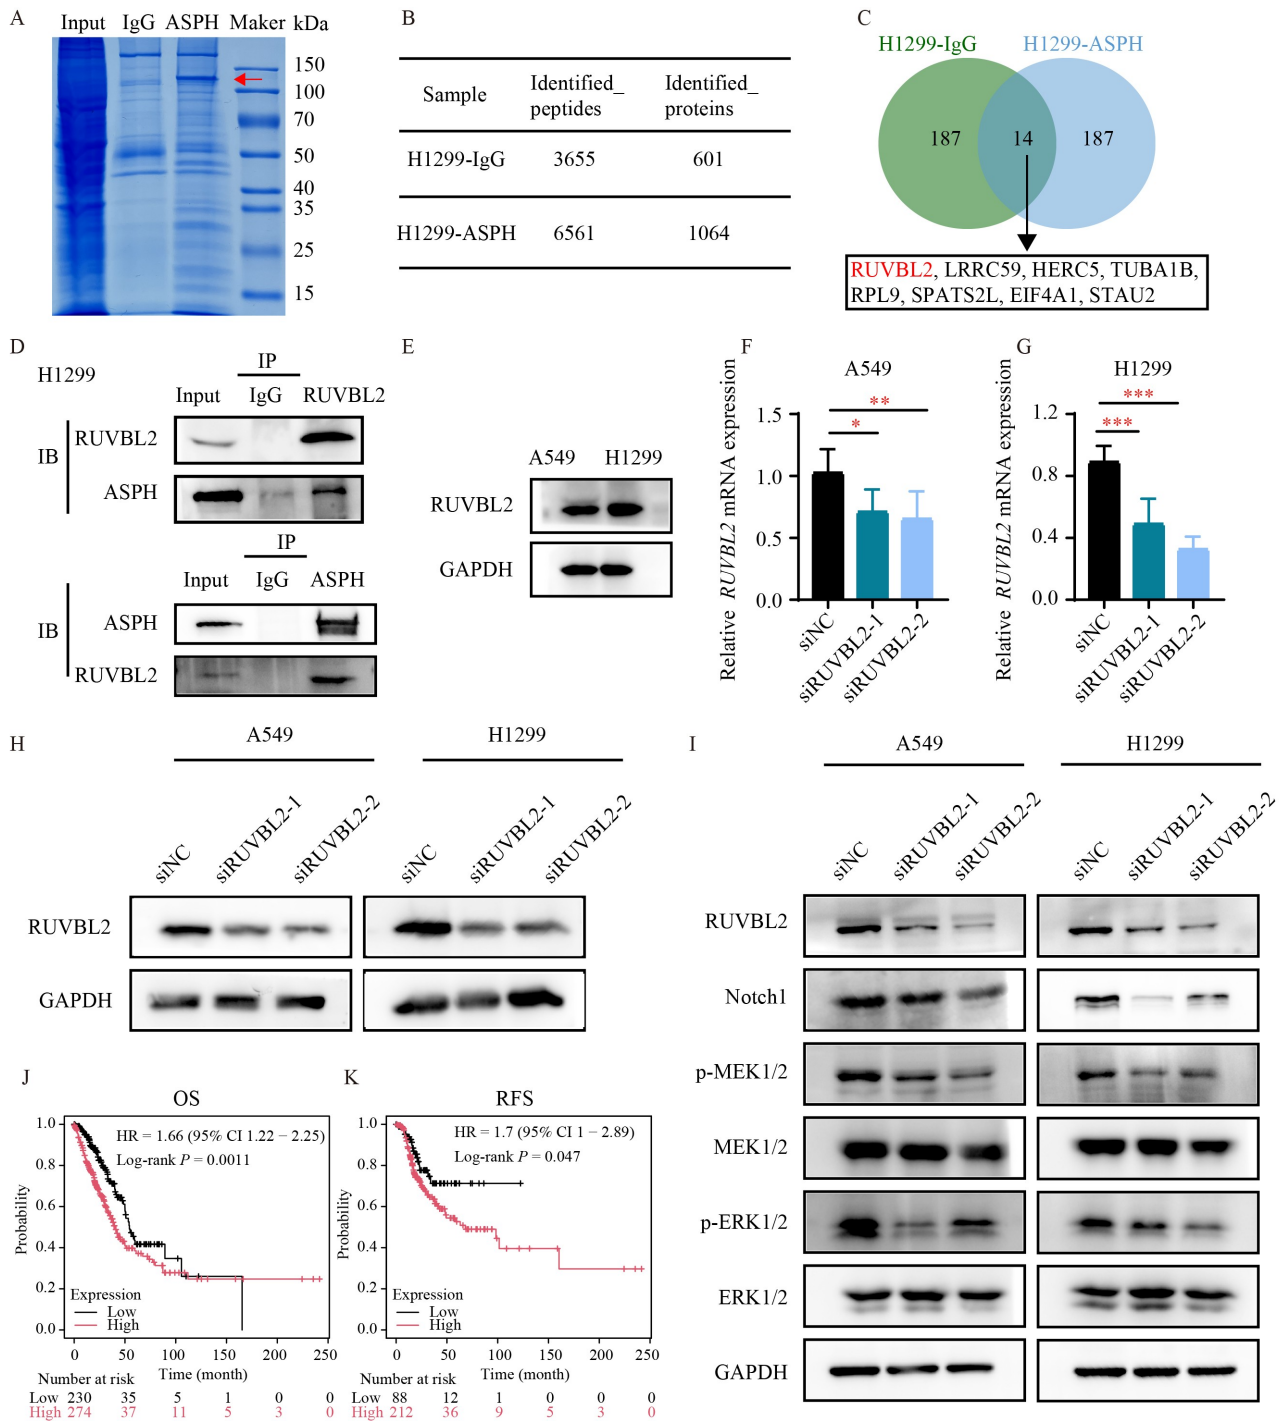 A
Input IgG ASPH Maker kDa
150
100
70
50
40
35
25
15
B
Sample Identified_ peptides Identified_ proteins
H1299-IgG 3655 601
H1299-ASPH 6561 1064
C
H1299-IgG H1299-ASPH
187 14 187
RUVBL2, LRRC59, HERC5, TUBA1B,
RPL9, SPATS2L, EIF4A1, STAU2
D
H1299
IP
Input IgG RUVBL2
IB
RUVBL2
ASPH
IP
Input IgG ASPH
IB
ASPH
RUVBL2
E
A549 H1299
RUVBL2
GAPDH
F
A549
Relative RUVBL2 mRNA expression
1.5
1.0
0.5
0.0
**
*
siNC
siRUVBL2-1
siRUVBL2-2
G
H1299
Relative RUVBL2 mRNA expression
1.2
0.8
0.4
0.0
***
***
siNC
siRUVBL2-1
siRUVBL2-2
H
A549 H1299
siNC siRUVBL2-1 siRUVBL2-2 siNC siRUVBL2-1 siRUVBL2-2
RUVBL2
GAPDH
I
A549 H1299
siNC siRUVBL2-1 siRUVBL2-2 siNC siRUVBL2-1 siRUVBL2-2
RUVBL2
Notch1
p-MEK1/2
MEK1/2
p-ERK1/2
ERK1/2
GAPDH
J
OS
HR = 1.66 (95% CI 1.22 − 2.25)
Log-rank P = 0.0011
Probability
1.0
0.8
0.6
0.4
0.2
0.0
Expression
Low
High
0 50 100 150 200 250
Time (month)
Number at risk
Low 230 35 5 1 0 0
High 274 37 11 5 3 0
K
RFS
HR = 1.7 (95% CI 1 − 2.89)
Log-rank P = 0.047
Probability
1.0
0.8
0.6
0.4
0.2
0.0
Expression
Low
High
0 50 100 150 200 250
Time (month)
Number at risk
Low 88 12 1 0 0 0
High 212 36 9 5 3 0